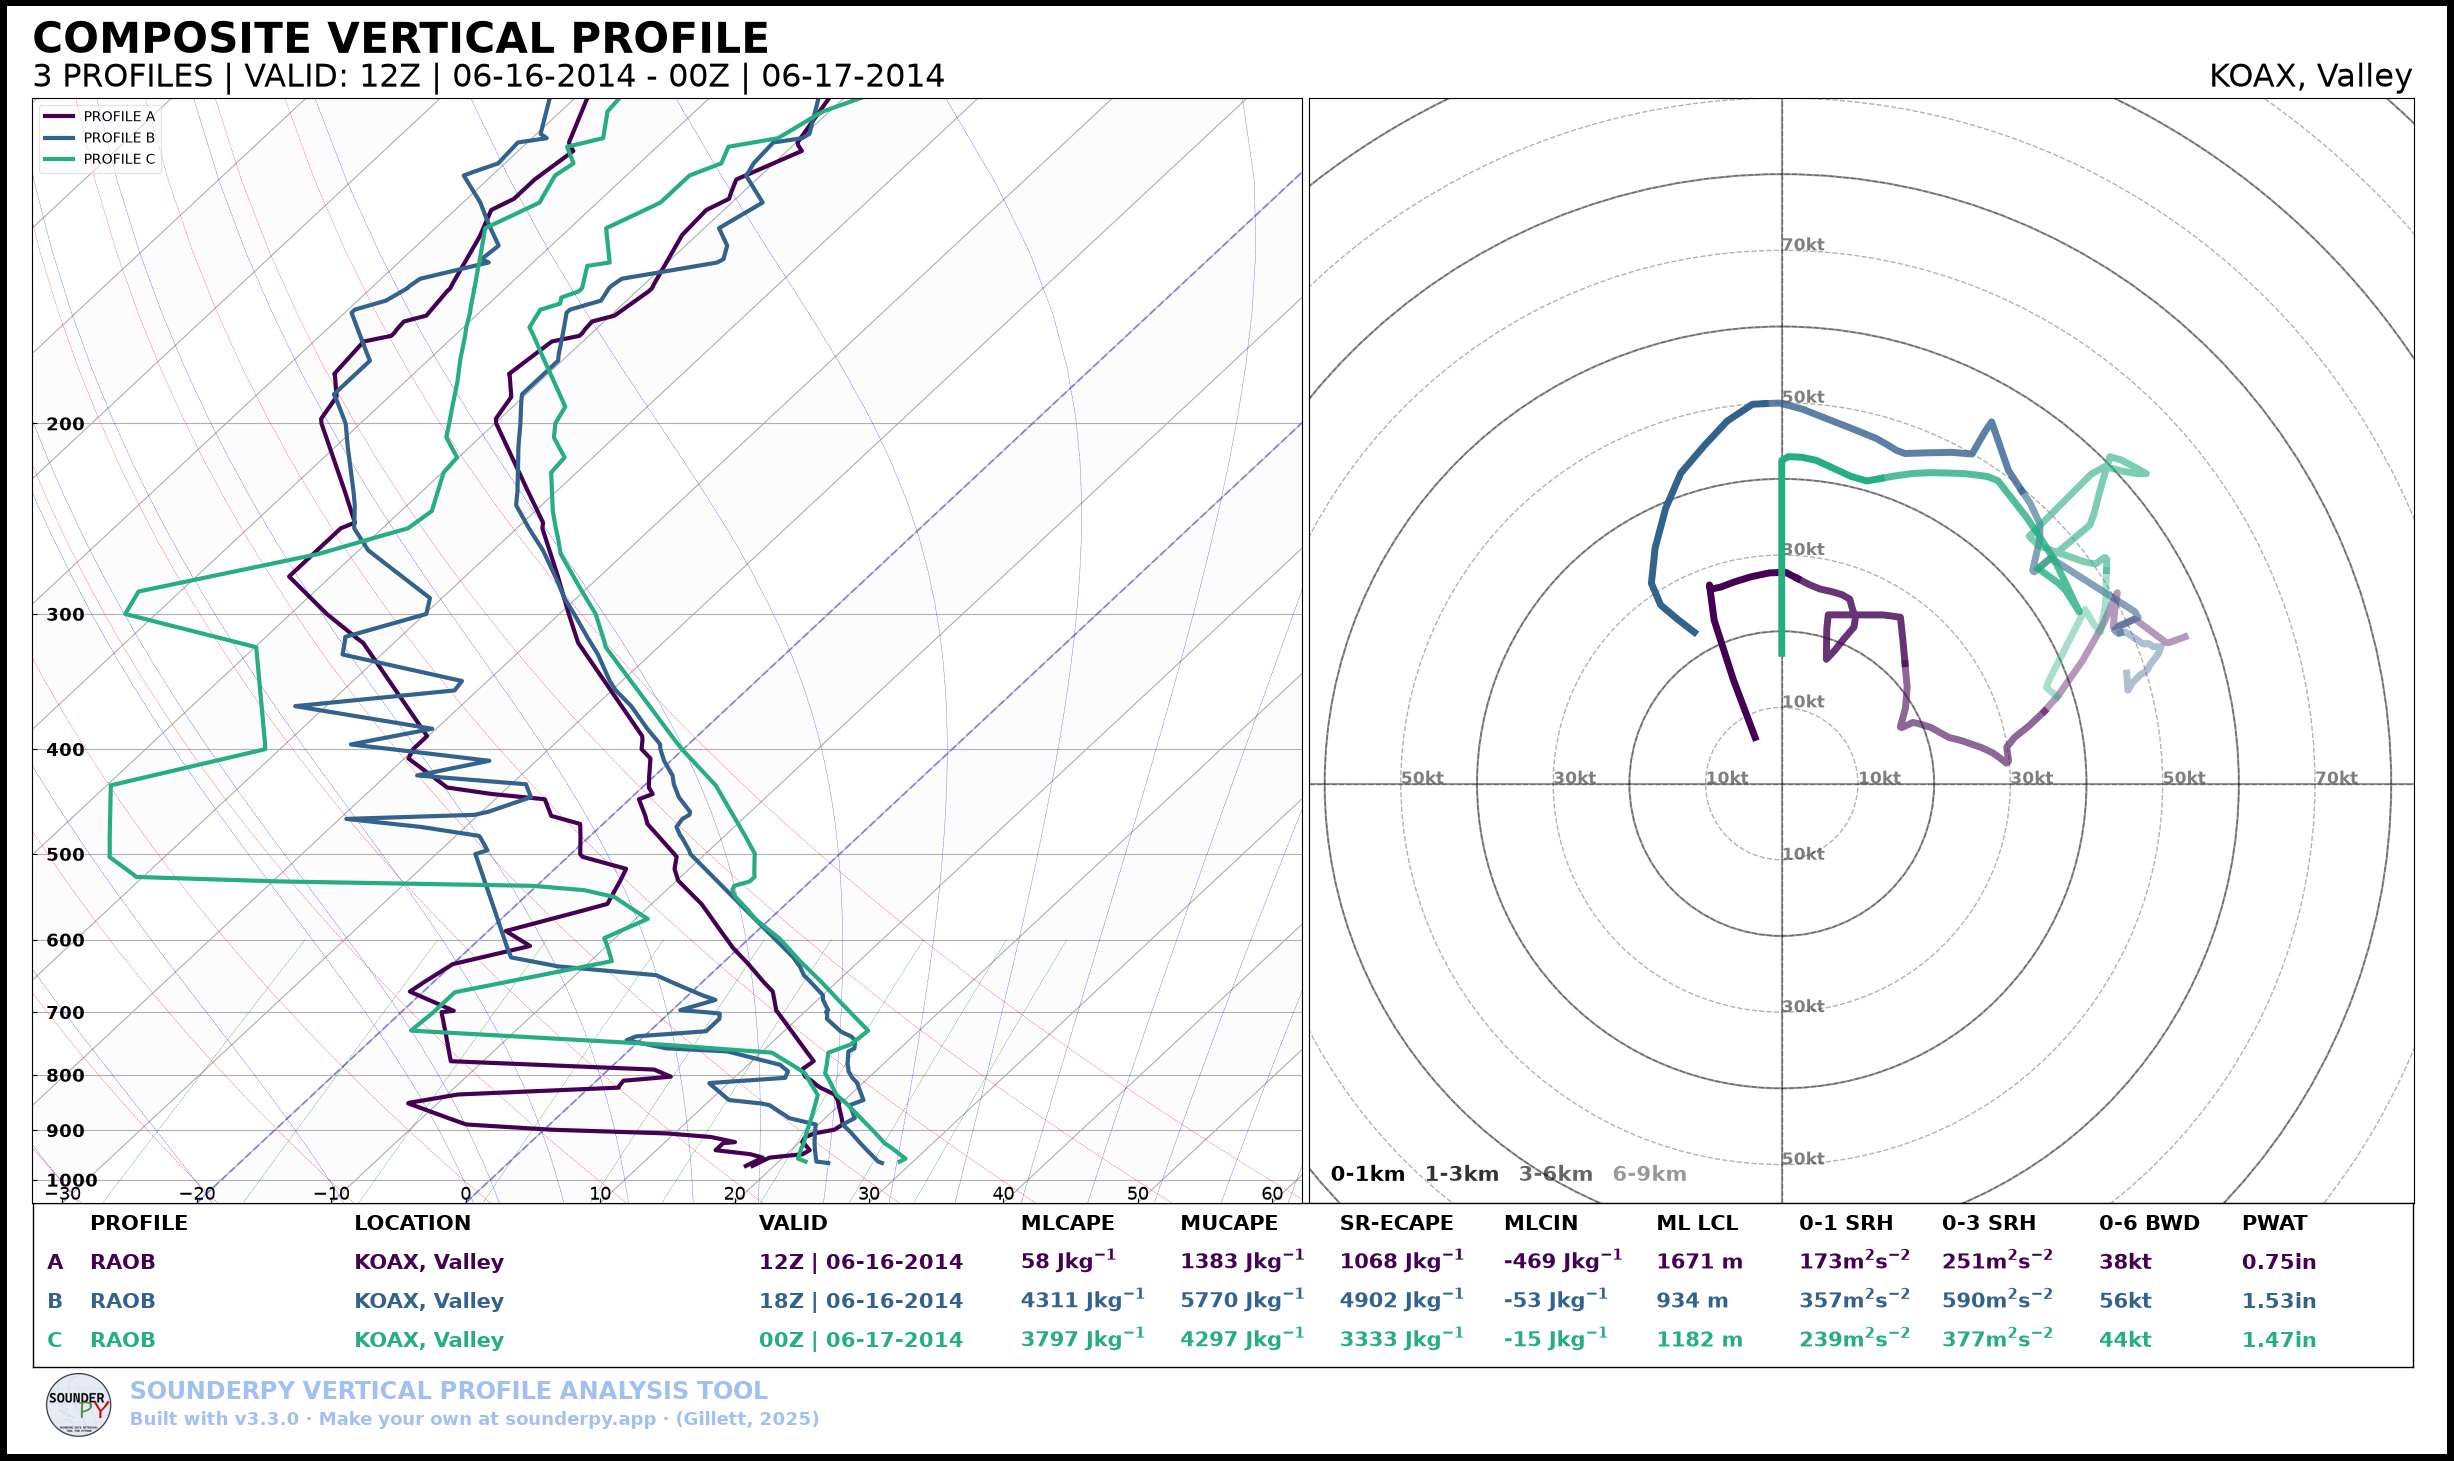 COMPOSITE VERTICAL PROFILE
3 PROFILES | VALID: 12Z | 06-16-2014 - 00Z | 06-17-2014
KOAX, Valley
PROFILE A
PROFILE B
PROFILE C
200
300
400
500
600
700
800
900
1000
−30 −20 −10 0 10 20 30 40 50 60
70kt
50kt
30kt
10kt
50kt 30kt 10kt 10kt 30kt 50kt 70kt
10kt
30kt
50kt
0-1km 1-3km 3-6km 6-9km
PROFILE LOCATION VALID MLCAPE MUCAPE SR-ECAPE MLCIN ML LCL 0-1 SRH 0-3 SRH 0-6 BWD PWAT
A RAOB KOAX, Valley 12Z | 06-16-2014 58 Jkg⁻¹ 1383 Jkg⁻¹ 1068 Jkg⁻¹ -469 Jkg⁻¹ 1671 m 173m²s⁻² 251m²s⁻² 38kt 0.75in
B RAOB KOAX, Valley 18Z | 06-16-2014 4311 Jkg⁻¹ 5770 Jkg⁻¹ 4902 Jkg⁻¹ -53 Jkg⁻¹ 934 m 357m²s⁻² 590m²s⁻² 56kt 1.53in
C RAOB KOAX, Valley 00Z | 06-17-2014 3797 Jkg⁻¹ 4297 Jkg⁻¹ 3333 Jkg⁻¹ -15 Jkg⁻¹ 1182 m 239m²s⁻² 377m²s⁻² 44kt 1.47in
SOUNDER
PY
SOUNDERPY VERTICAL PROFILE ANALYSIS TOOL
Built with v3.3.0 · Make your own at sounderpy.app · (Gillett, 2025)